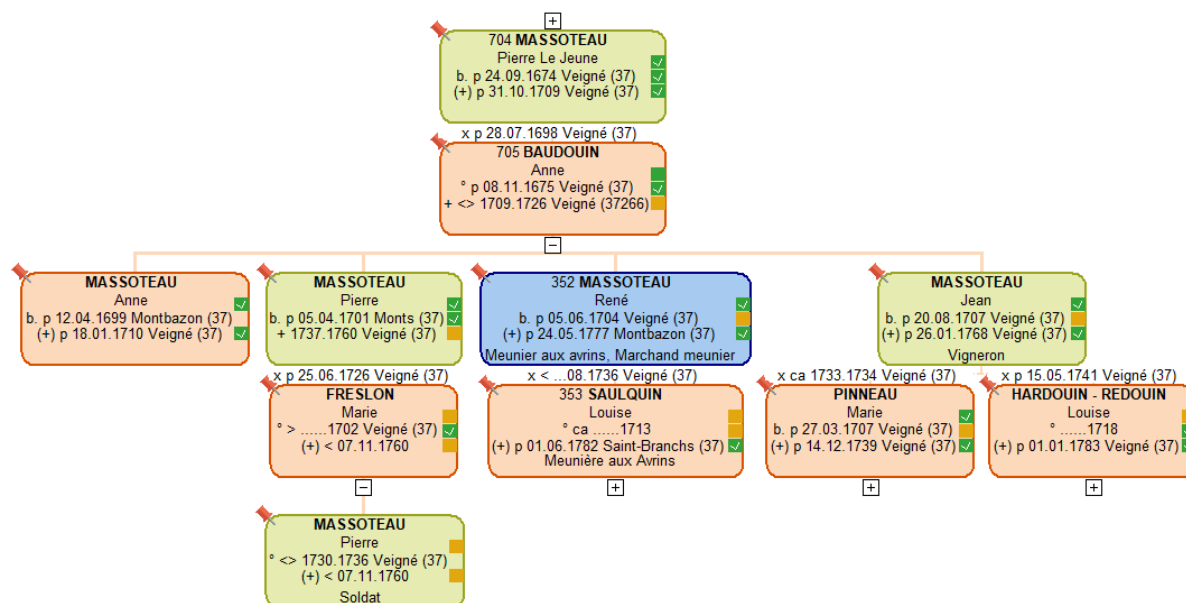 704 MASSOTEAU
Pierre Le Jeune
b. p 24.09.1674 Veigné (37)
(+) p 31.10.1709 Veigné (37)
x p 28.07.1698 Veigné (37)
705 BAUDOUIN
Anne
° p 08.11.1675 Veigné (37)
+ <> 1709.1726 Veigné (37266)
MASSOTEAU
Anne
b. p 12.04.1699 Montbazon (37)
(+) p 18.01.1710 Veigné (37)
MASSOTEAU
Pierre
b. p 05.04.1701 Monts (37)
+ 1737.1760 Veigné (37)
352 MASSOTEAU
René
b. p 05.06.1704 Veigné (37)
(+) p 24.05.1777 Montbazon (37)
Meunier aux avrins, Marchand meunier
MASSOTEAU
Jean
b. p 20.08.1707 Veigné (37)
(+) p 26.01.1768 Veigné (37)
Vigneron
x p 25.06.1726 Veigné (37)
FRESLON
Marie
° > ......1702 Veigné (37)
(+) < 07.11.1760
x < ...08.1736 Veigné (37)
353 SAULQUIN
Louise
° ca ......1713
(+) p 01.06.1782 Saint-Branchs (37)
Meunière aux Avrins
x ca 1733.1734 Veigné (37)
PINNEAU
Marie
b. p 27.03.1707 Veigné (37)
(+) p 14.12.1739 Veigné (37)
x p 15.05.1741 Veigné (37)
HARDOUIN - REDOUIN
Louise
° ......1718
(+) p 01.01.1783 Veigné (37)
MASSOTEAU
Pierre
° <> 1730.1736 Veigné (37)
(+) < 07.11.1760
Soldat